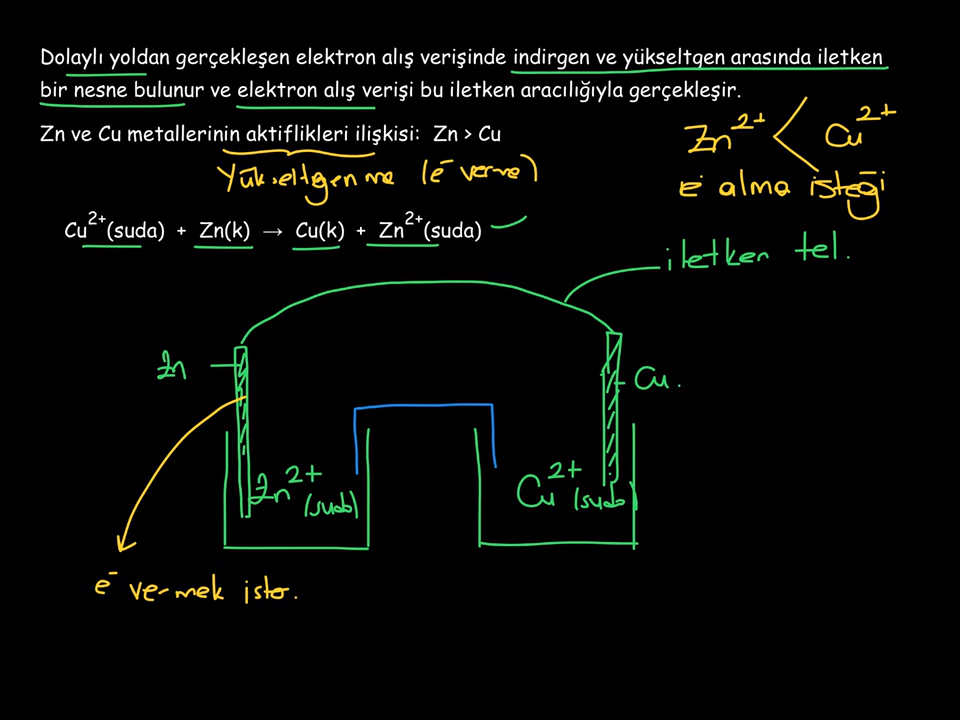 Dolaylı yoldan gerçekleşen elektron alış verişinde indirgen ve yükseltgen arasında iletken
bir nesne bulunur ve elektron alış verişi bu iletken aracılığıyla gerçekleşir.
Zn ve Cu metallerinin aktiflikleri ilişkisi: Zn > Cu
Zn²⁺ < Cu²⁺
Yükseltgenme (e⁻ verme)
e⁻ alma isteği
Cu²⁺(suda) + Zn(k) → Cu(k) + Zn²⁺(suda)
iletken tel.
Zn
Cu.
Zn²⁺ (suda)
Cu²⁺ (suda)
e⁻ vermek ister.